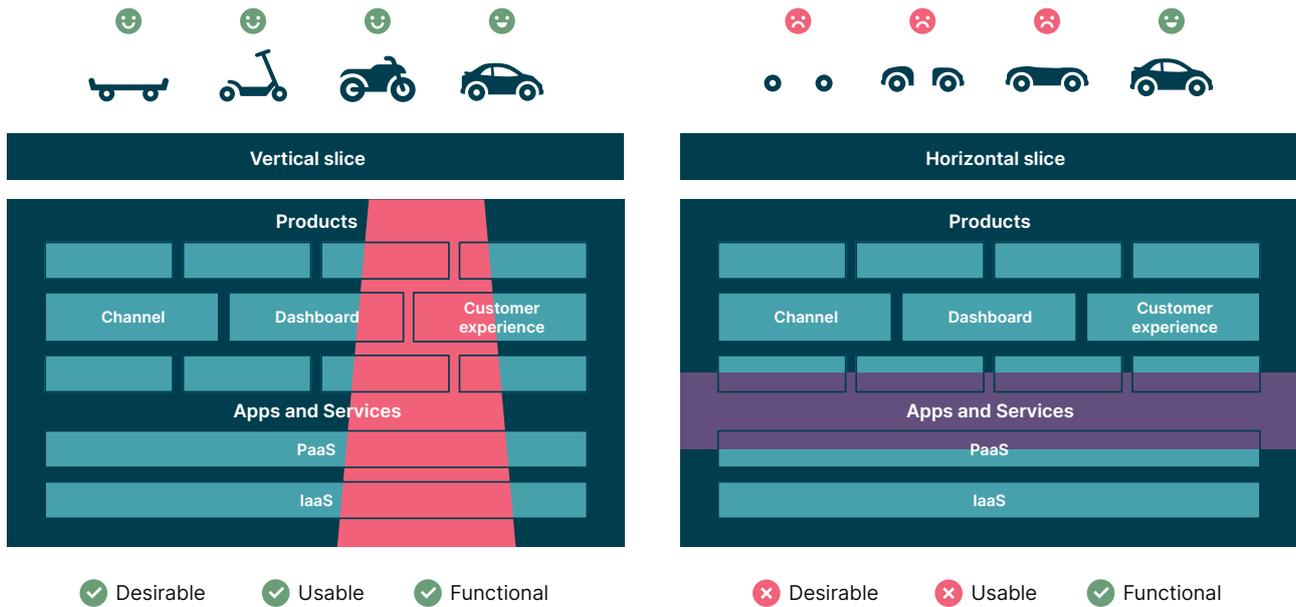 Vertical slice
Products
Channel
Dashboard
Customer
experience
Apps and Services
PaaS
IaaS
Desirable
Usable
Functional
Horizontal slice
Products
Channel
Dashboard
Customer
experience
Apps and Services
PaaS
IaaS
Desirable
Usable
Functional